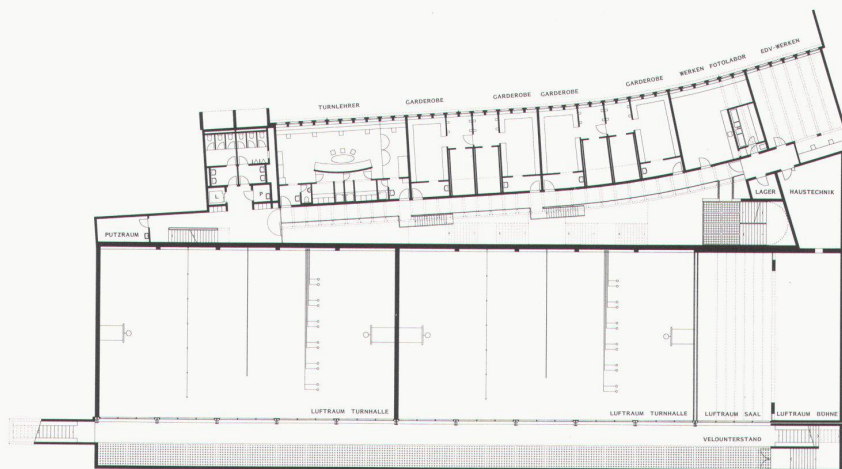 EDV-WERKEN
WERKEN FOTOLABOR
GARDEROBE
GARDEROBE
GARDEROBE
GARDEROBE
TURNLEHRER
L
P
PUTZRAUM
LAGER
HAUSTECHNIK
LUFTRAUM TURNHALLE
LUFTRAUM TURNHALLE
LUFTRAUM SAAL
LUFTRAUM BÜHNE
VELOUNTERSTAND